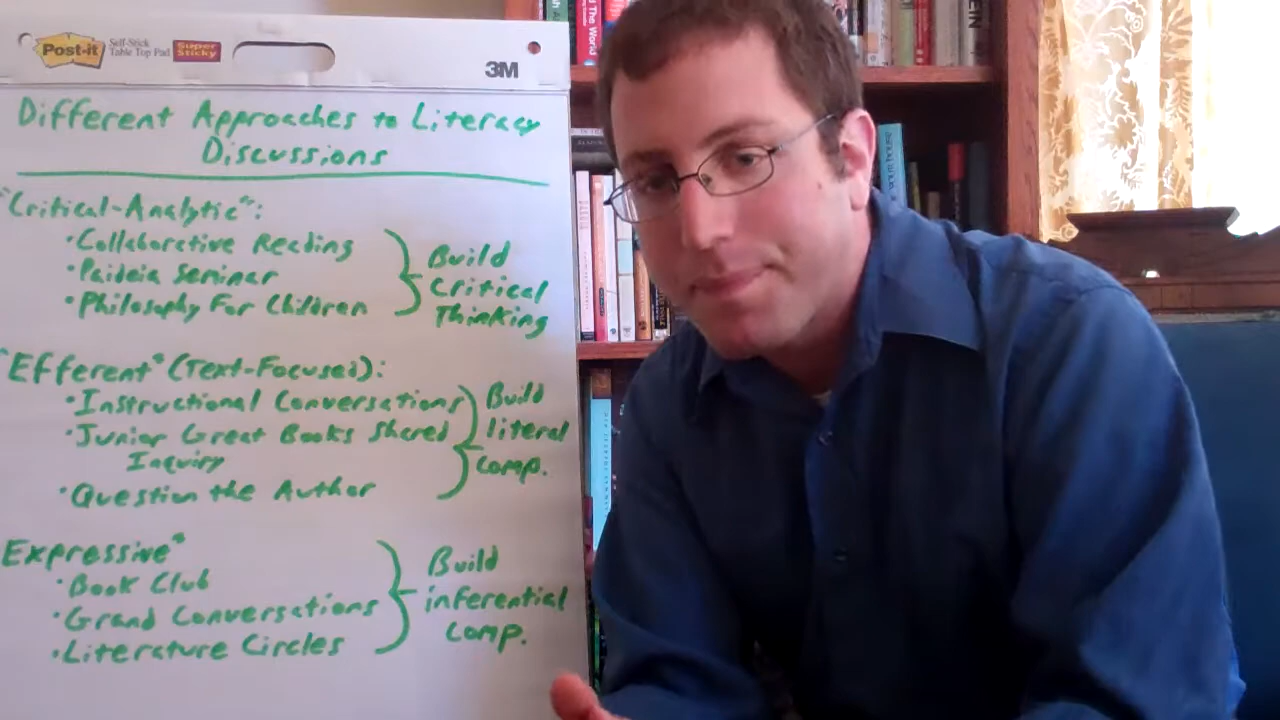 Post-it
Self-Stick
Table Top Pad
Super
Sticky
3M
Different Approaches to Literacy
Discussions
"Critical-Analytic":
•Collaborative Reading
•Paideia Seminar
•Philosophy For Children
Build
Critical
Thinking
"Efferent" (Text-Focused):
•Instructional Conversations
•Junior Great Books Shared
Inquiry
•Question the Author
Build
literal
Comp.
Expressive"
•Book Club
•Grand Conversations
•Literature Circles
Build
inferential
Comp.
The World